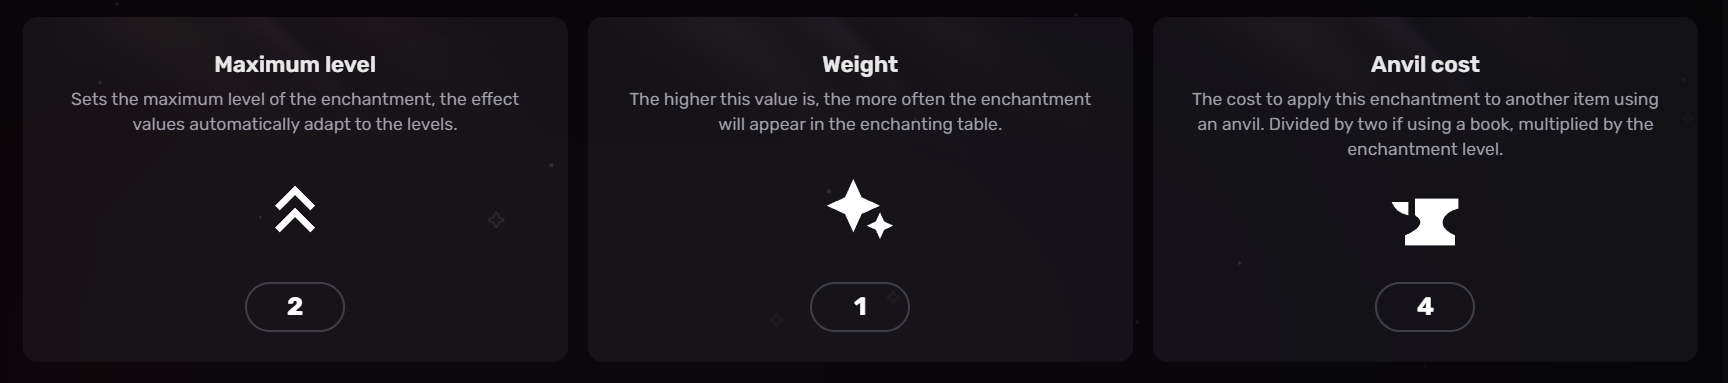 Maximum level
Sets the maximum level of the enchantment, the effect
values automatically adapt to the levels.
2
Weight
The higher this value is, the more often the enchantment
will appear in the enchanting table.
1
Anvil cost
The cost to apply this enchantment to another item using
an anvil. Divided by two if using a book, multiplied by the
enchantment level.
4